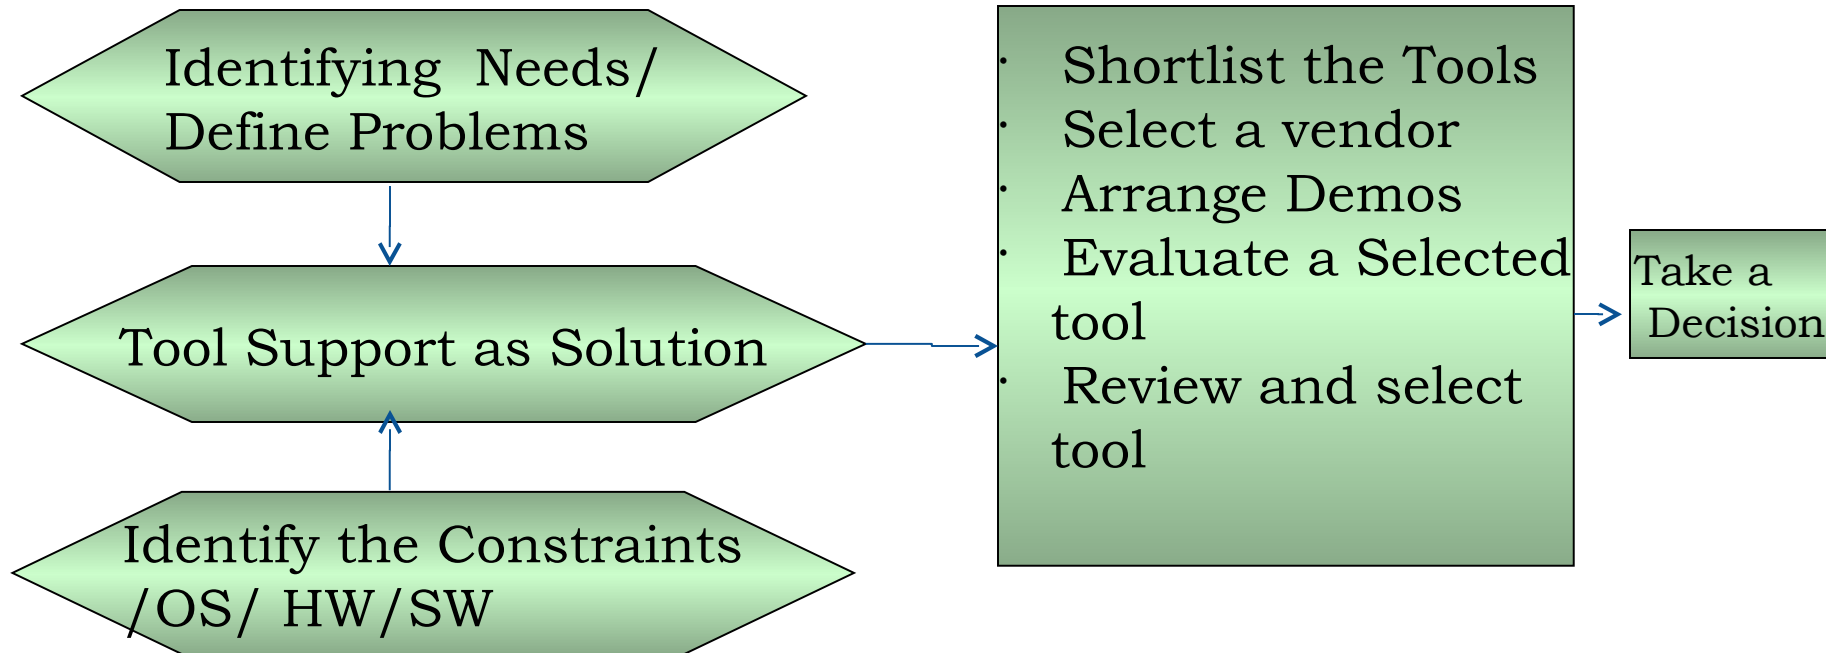 Identifying Needs/
Define Problems
Tool Support as Solution
Identify the Constraints
/OS/ HW/SW
· Shortlist the Tools
· Select a vendor
· Arrange Demos
· Evaluate a Selected
tool
· Review and select
tool
Take a
Decision